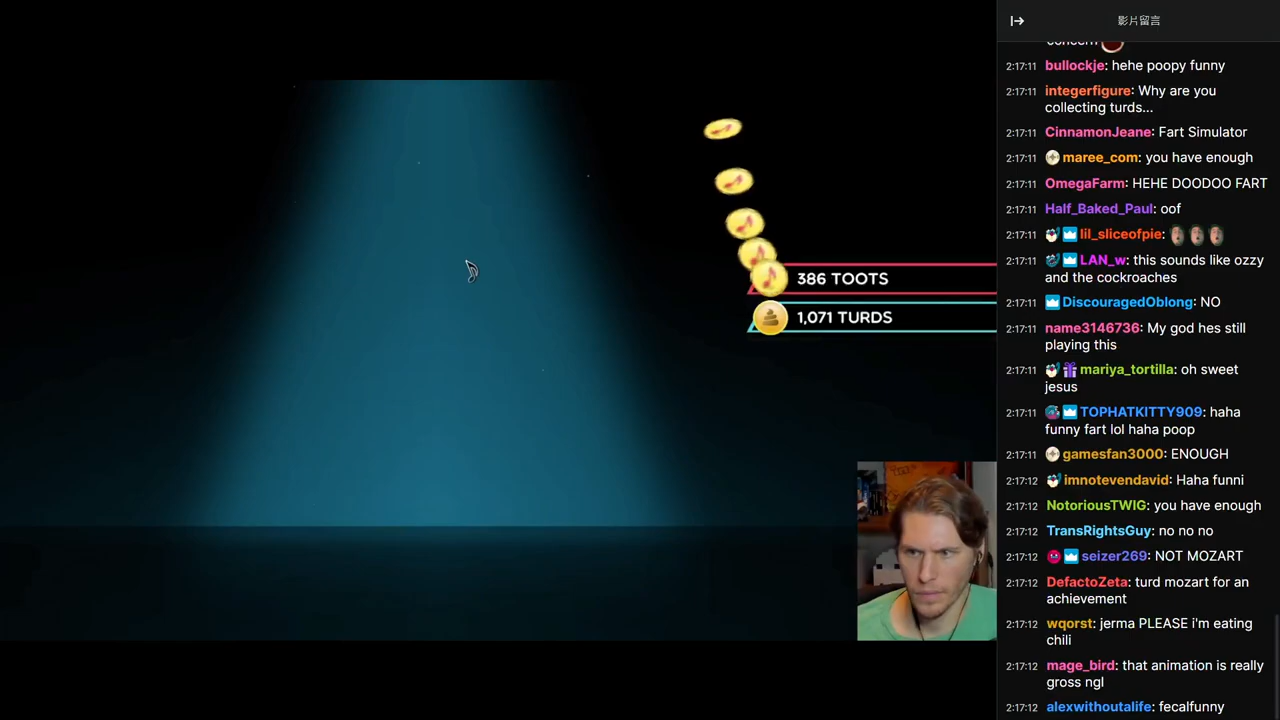 影片留言
2:17:11 bullockje: hehe poopy funny
2:17:11 integerfigure: Why are you
collecting turds...
2:17:11 CinnamonJeane: Fart Simulator
2:17:11 maree_com: you have enough
2:17:11 OmegaFarm: HEHE DOODOO FART
2:17:11 Half_Baked_Paul: oof
2:17:11 lil_sliceofpie:
2:17:11 LAN_w: this sounds like ozzy
and the cockroaches
2:17:11 DiscouragedOblong: NO
2:17:11 name3146736: My god hes still
playing this
2:17:11 mariya_tortilla: oh sweet
jesus
2:17:11 TOPHATKITTY909: haha
funny fart lol haha poop
2:17:11 gamesfan3000: ENOUGH
2:17:12 imnotevendavid: Haha funni
2:17:12 NotoriousTWIG: you have enough
2:17:12 TransRightsGuy: no no no
2:17:12 seizer269: NOT MOZART
2:17:12 DefactoZeta: turd mozart for an
achievement
2:17:12 wqorst: jerma PLEASE i'm eating
chili
2:17:12 mage_bird: that animation is really
gross ngl
2:17:12 alexwithoutalife: fecalfunny
386 TOOTS
1,071 TURDS